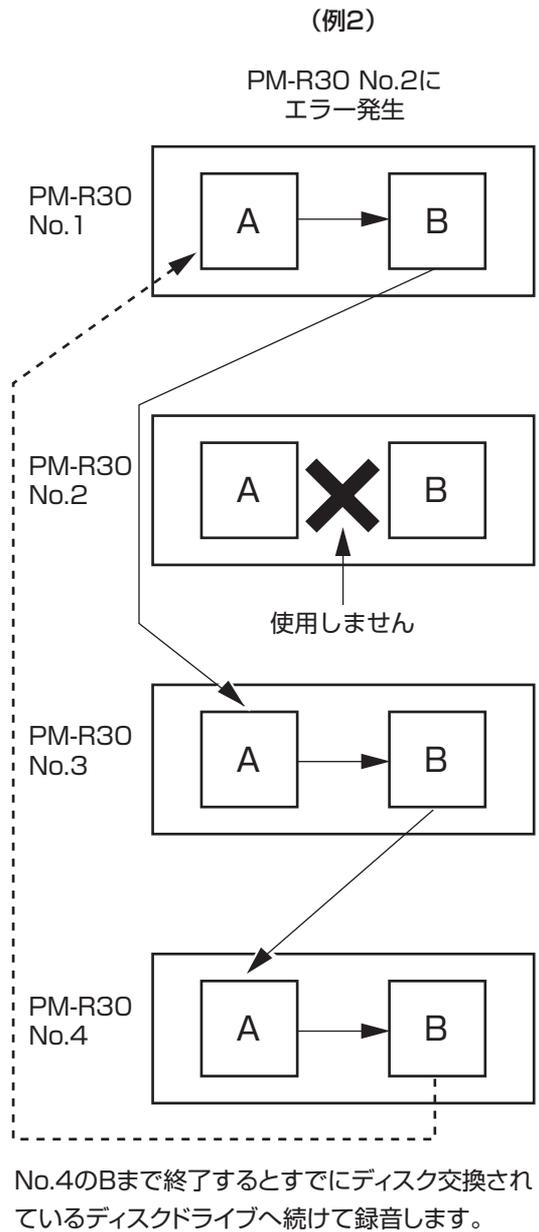 （例2）
PM-R30 No.2に
エラー発生
PM-R30
No.1
A
B
PM-R30
No.2
A
B
使用しません
PM-R30
No.3
A
B
PM-R30
No.4
A
B
No.4のBまで終了するとすでにディスク交換され
ているディスクドライブへ続けて録音します。